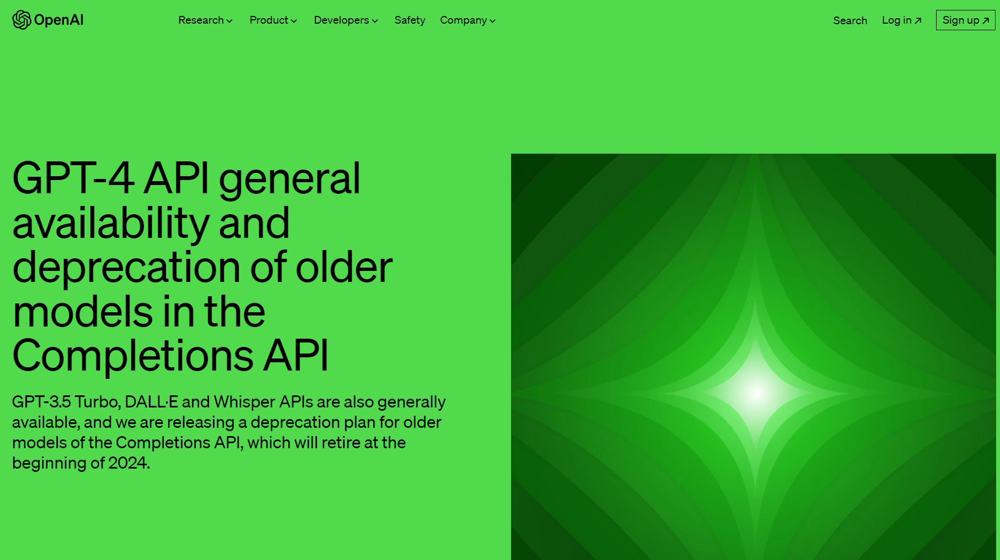 OpenAI
Research
Product
Developers
Safety
Company
Search
Log in
Sign up
GPT-4 API general
availability and
deprecation of older
models in the
Completions API
GPT-3.5 Turbo, DALL·E and Whisper APIs are also generally
available, and we are releasing a deprecation plan for older
models of the Completions API, which will retire at the
beginning of 2024.